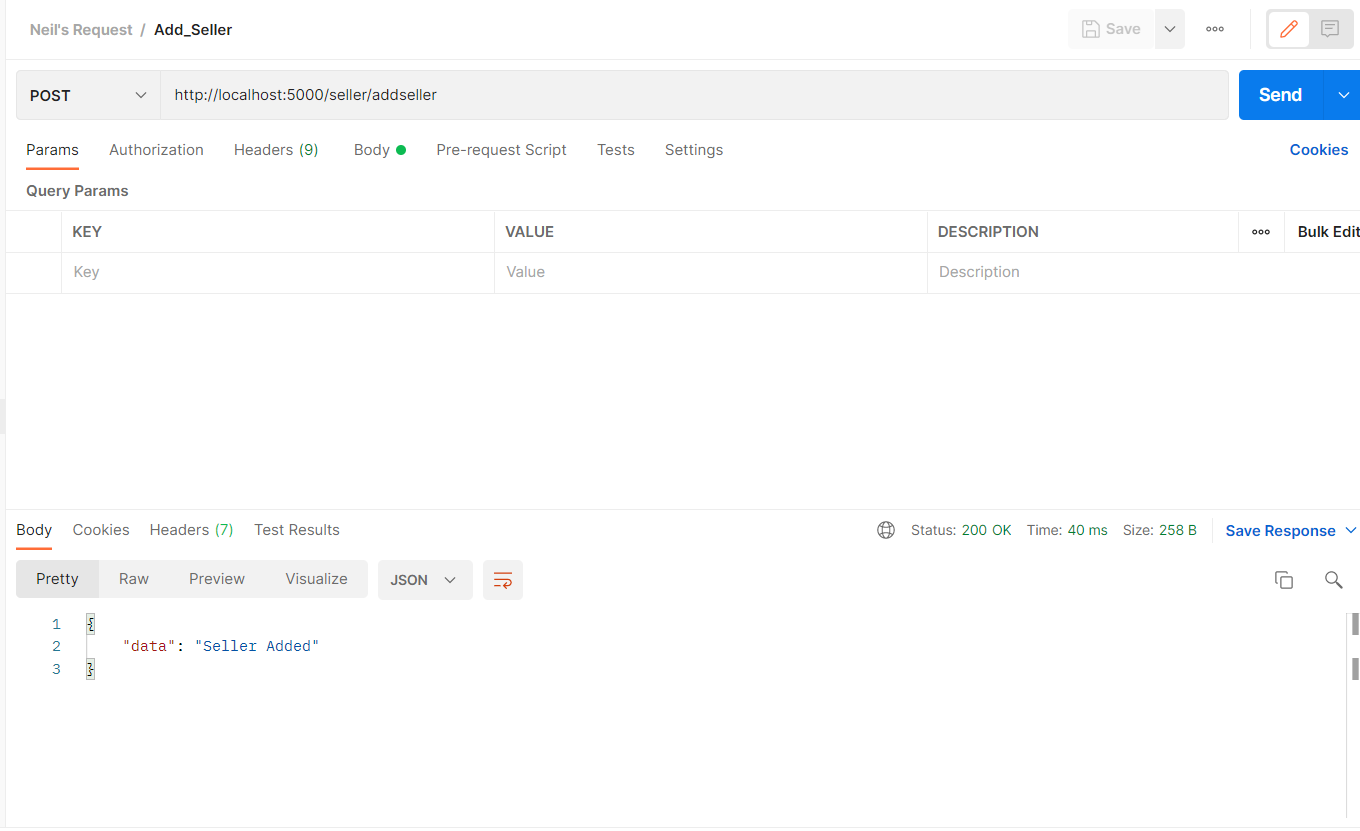 Neil's Request / Add_Seller Save
POST http://localhost:5000/seller/addseller Send
Params Authorization Headers (9) Body Pre-request Script Tests Settings Cookies
Query Params
KEY VALUE DESCRIPTION Bulk Edit
Key Value Description
Body Cookies Headers (7) Test Results Status: 200 OK Time: 40 ms Size: 258 B Save Response
Pretty Raw Preview Visualize JSON
1 {
2 "data": "Seller Added"
3 }